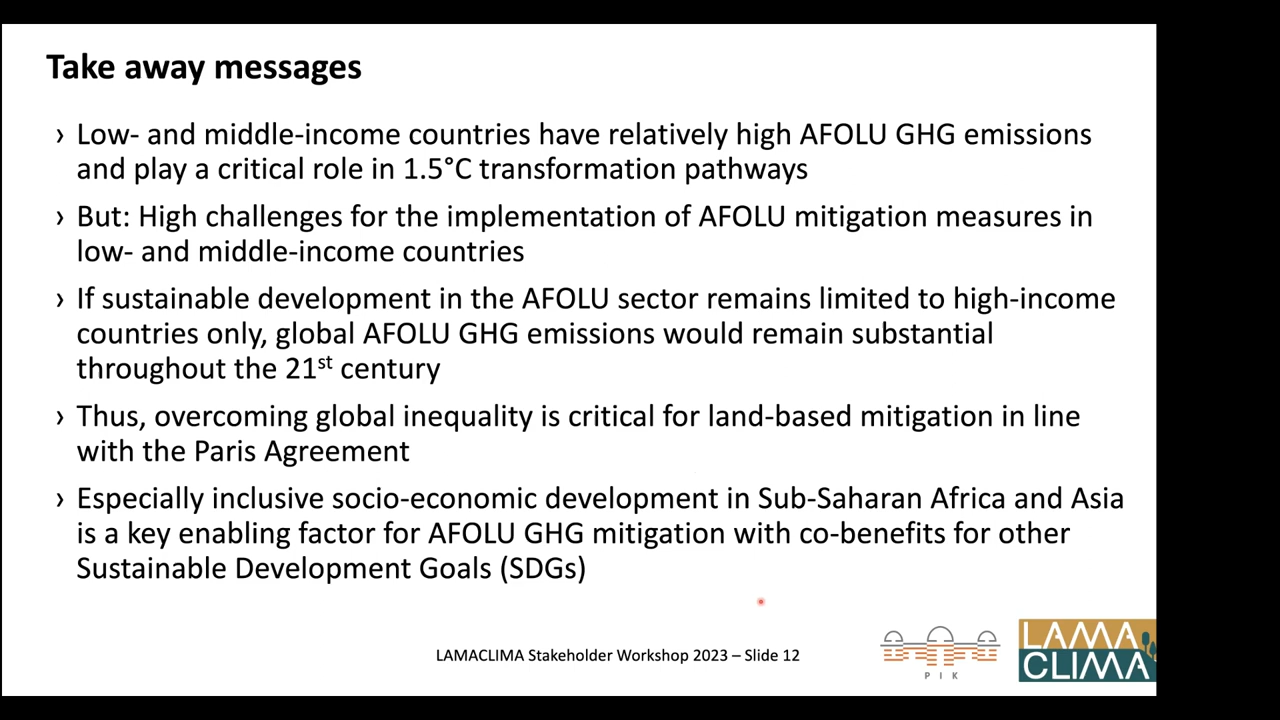 Take away messages
› Low- and middle-income countries have relatively high AFOLU GHG emissions
and play a critical role in 1.5°C transformation pathways
› But: High challenges for the implementation of AFOLU mitigation measures in
low- and middle-income countries
› If sustainable development in the AFOLU sector remains limited to high-income
countries only, global AFOLU GHG emissions would remain substantial
throughout the 21st century
› Thus, overcoming global inequality is critical for land-based mitigation in line
with the Paris Agreement
› Especially inclusive socio-economic development in Sub-Saharan Africa and Asia
is a key enabling factor for AFOLU GHG mitigation with co-benefits for other
Sustainable Development Goals (SDGs)
LAMACLIMA Stakeholder Workshop 2023 – Slide 12
PIK
LAMA
CLIMA